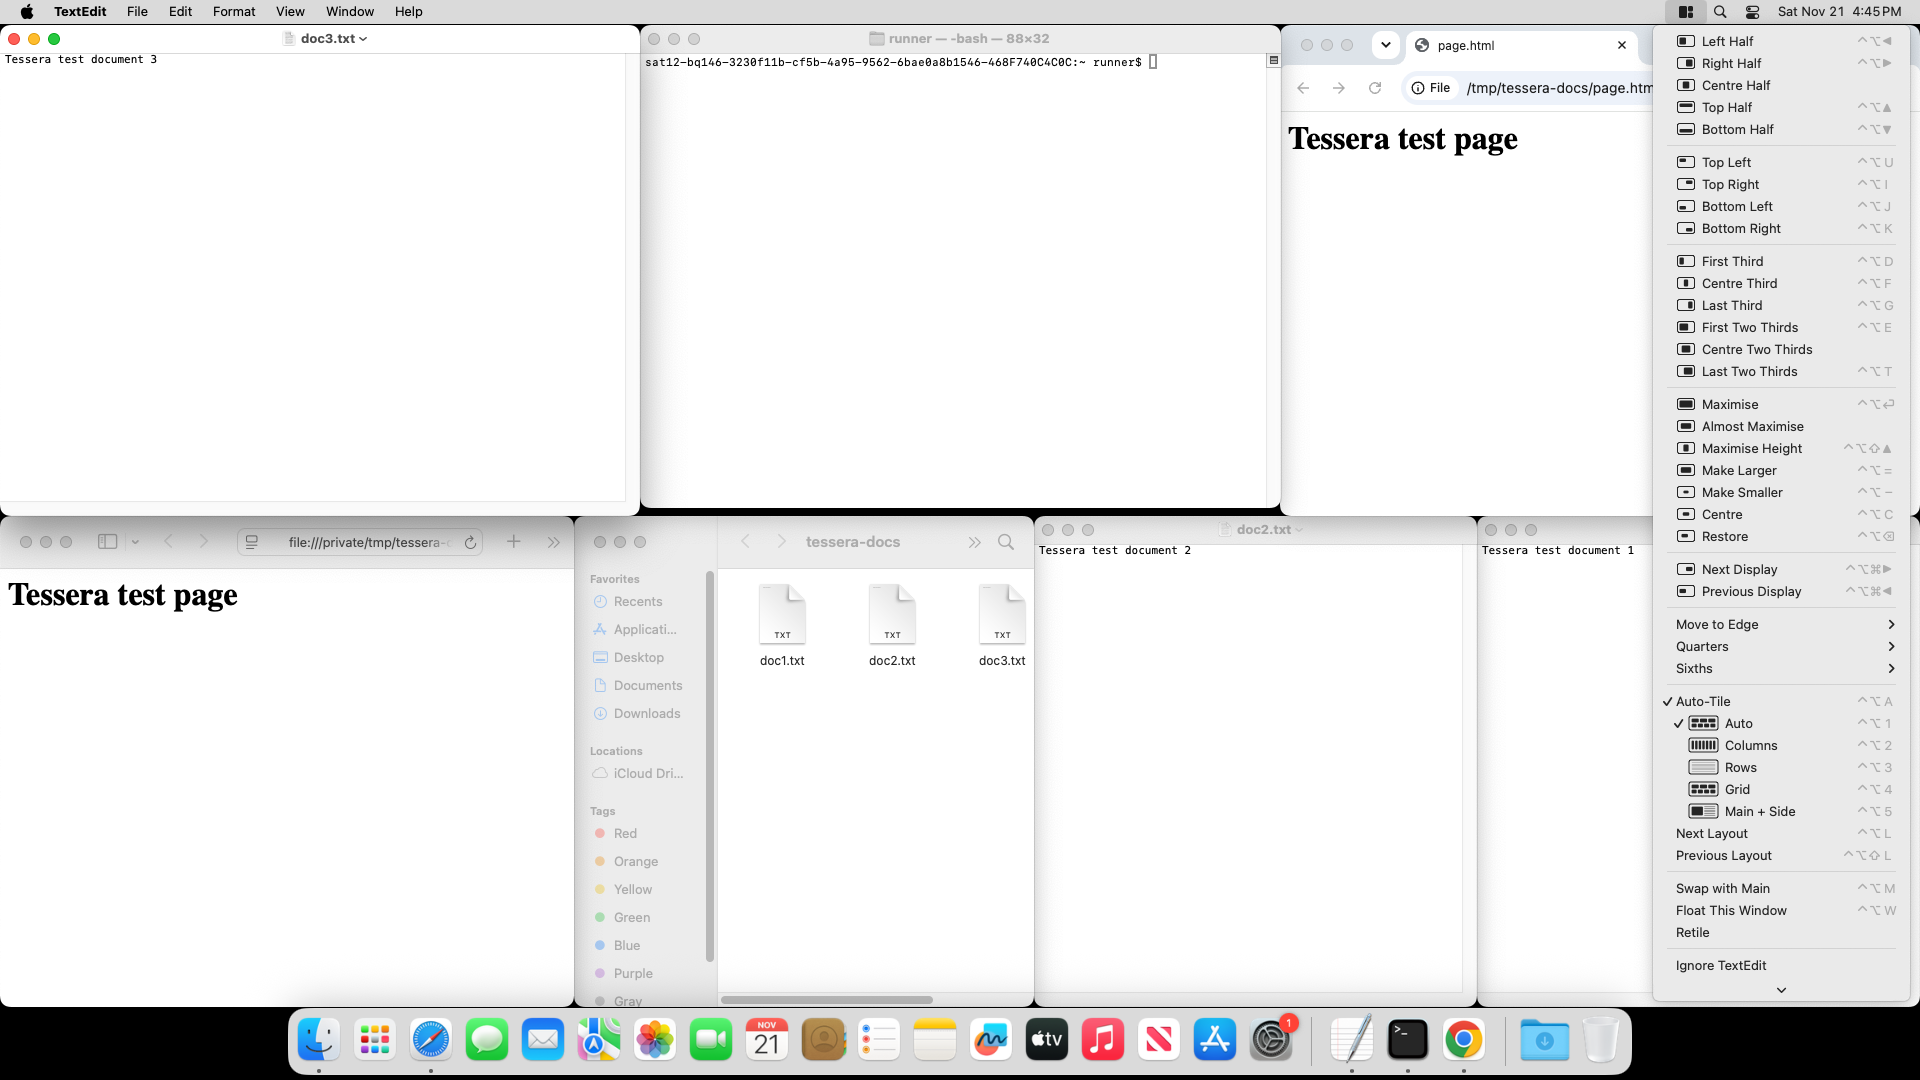 TextEdit File Edit Format View Window Help
Sat Nov 21 4:45 PM
doc3.txt
Tessera test document 3
runner — -bash — 88×32
sat12-bq146-3230f11b-cf5b-4a95-9562-6bae0a8b1546-468F740C4C0C:~ runner$
page.html
File /tmp/tessera-docs/page.htm
Tessera test page
file:///private/tmp/tessera-
Tessera test page
tessera-docs
Favorites
Recents
Applicati...
Desktop
Documents
Downloads
Locations
iCloud Dri...
Tags
Red
Orange
Yellow
Green
Blue
Purple
Gray
TXT TXT TXT
doc1.txt doc2.txt doc3.txt
doc2.txt
Tessera test document 2
Tessera test document 1
Left Half ^⌥◀
Right Half ^⌥▶
Centre Half
Top Half ^⌥▲
Bottom Half ^⌥▼
Top Left ^⌥U
Top Right ^⌥I
Bottom Left ^⌥J
Bottom Right ^⌥K
First Third ^⌥D
Centre Third ^⌥F
Last Third ^⌥G
First Two Thirds ^⌥E
Centre Two Thirds
Last Two Thirds ^⌥T
Maximise ^⌥↩
Almost Maximise
Maximise Height ^⌥⇧▲
Make Larger ^⌥=
Make Smaller ^⌥−
Centre ^⌥C
Restore ^⌥⌫
Next Display ^⌥⌘▶
Previous Display ^⌥⌘◀
Move to Edge
Quarters
Sixths
✓ Auto-Tile ^⌥A
✓ Auto ^⌥1
Columns ^⌥2
Rows ^⌥3
Grid ^⌥4
Main + Side ^⌥5
Next Layout ^⌥L
Previous Layout ^⌥⇧L
Swap with Main ^⌥M
Float This Window ^⌥W
Retile
Ignore TextEdit
NOV
21
tv
1